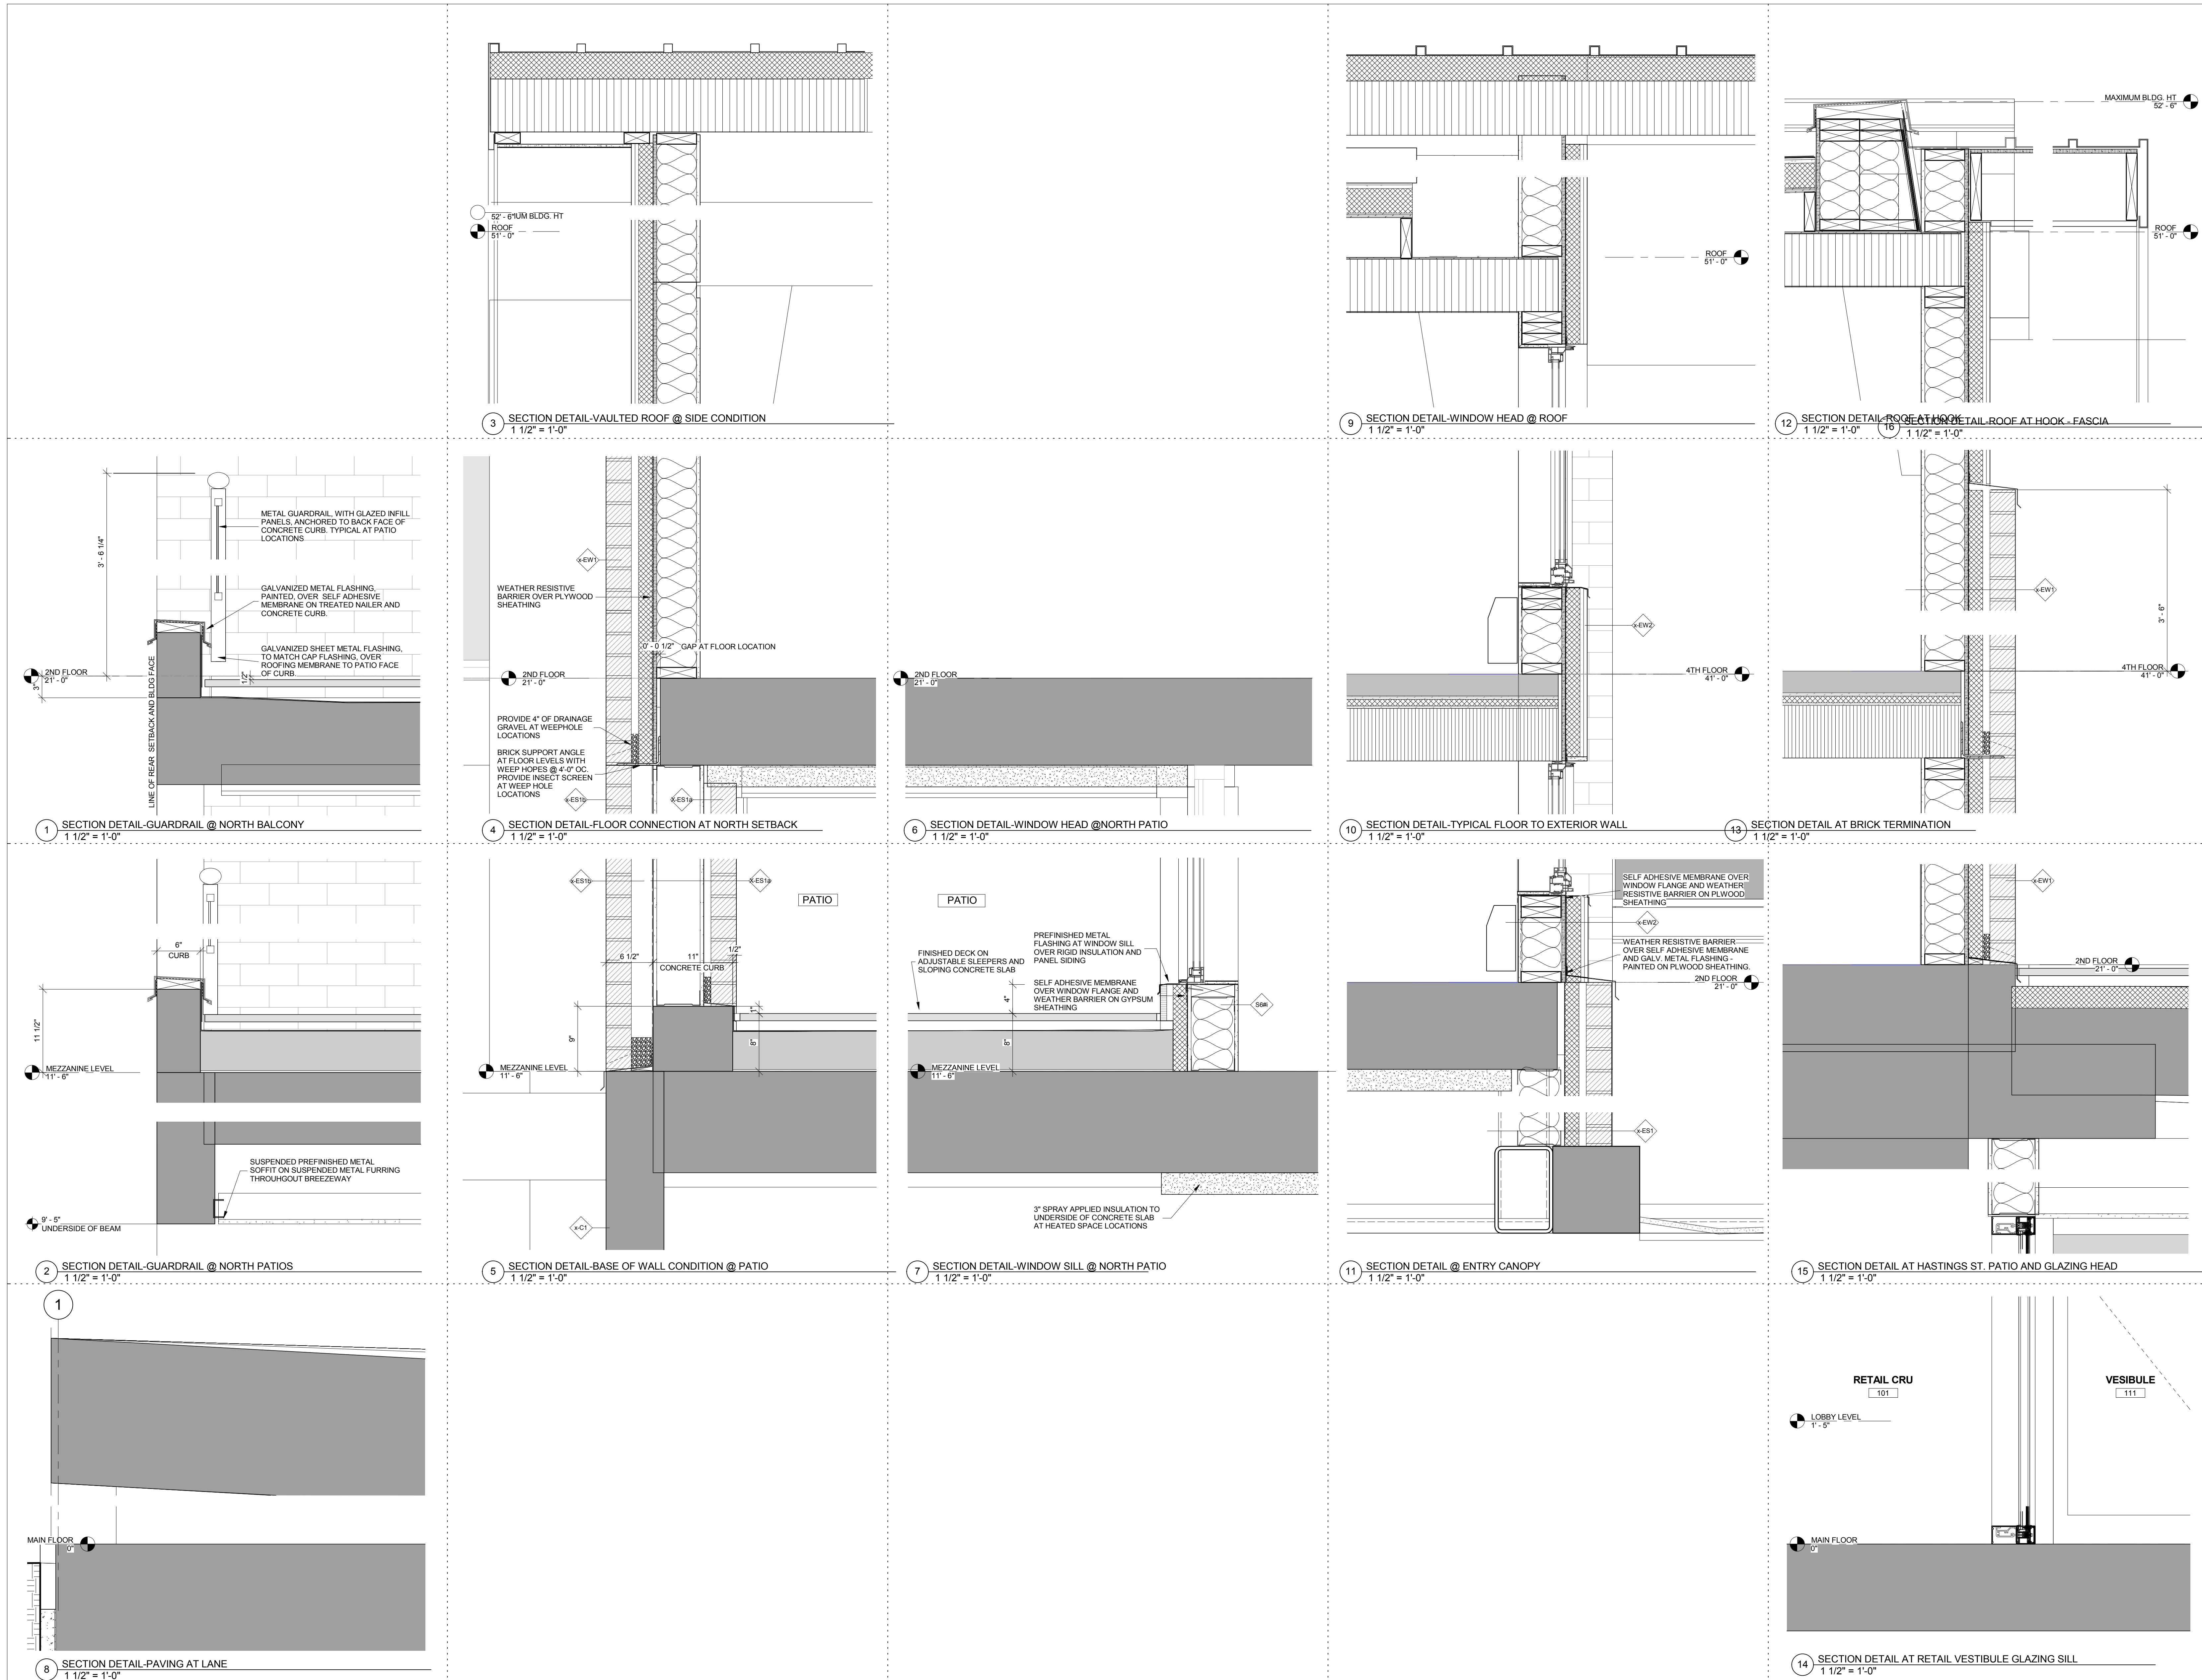 52' - 6"IUM BLDG. HT
ROOF
51' - 0"
3
SECTION DETAIL-VAULTED ROOF @ SIDE CONDITION
1 1/2" = 1'-0"
ROOF
51' - 0"
9
SECTION DETAIL-WINDOW HEAD @ ROOF
1 1/2" = 1'-0"
MAXIMUM BLDG. HT
52' - 6"
ROOF
51' - 0"
12
SECTION DETAIL-ROOF AT HOOK
1 1/2" = 1'-0"
16
SECTION DETAIL-ROOF AT HOOK - FASCIA
1 1/2" = 1'-0"
METAL GUARDRAIL, WITH GLAZED INFILL
PANELS, ANCHORED TO BACK FACE OF
CONCRETE CURB. TYPICAL AT PATIO
LOCATIONS
3' - 6 1/4"
GALVANIZED METAL FLASHING,
PAINTED, OVER SELF ADHESIVE
MEMBRANE ON TREATED NAILER AND
CONCRETE CURB.
GALVANIZED SHEET METAL FLASHING,
TO MATCH CAP FLASHING, OVER
ROOFING MEMBRANE TO PATIO FACE
OF CURB.
2ND FLOOR
21' - 0"
3"
1/2"
LINE OF REAR SETBACK AND BLDG FACE
1
SECTION DETAIL-GUARDRAIL @ NORTH BALCONY
1 1/2" = 1'-0"
x-EW1
WEATHER RESISTIVE
BARRIER OVER PLYWOOD
SHEATHING
0' - 0 1/2" GAP AT FLOOR LOCATION
2ND FLOOR
21' - 0"
PROVIDE 4" OF DRAINAGE
GRAVEL AT WEEPHOLE
LOCATIONS
BRICK SUPPORT ANGLE
AT FLOOR LEVELS WITH
WEEP HOPES @ 4'-0" OC.
PROVIDE INSECT SCREEN
AT WEEP HOLE
LOCATIONS
x-ES1b
X-ES1a
4
SECTION DETAIL-FLOOR CONNECTION AT NORTH SETBACK
1 1/2" = 1'-0"
2ND FLOOR
21' - 0"
6
SECTION DETAIL-WINDOW HEAD @NORTH PATIO
1 1/2" = 1'-0"
x-EW2
4TH FLOOR
41' - 0"
10
SECTION DETAIL-TYPICAL FLOOR TO EXTERIOR WALL
1 1/2" = 1'-0"
x-EW1
3' - 6"
4TH FLOOR
41' - 0"
13
SECTION DETAIL AT BRICK TERMINATION
1 1/2" = 1'-0"
6"
CURB
11 1/2"
MEZZANINE LEVEL
11' - 6"
SUSPENDED PREFINISHED METAL
SOFFIT ON SUSPENDED METAL FURRING
THROUHGOUT BREEZEWAY
9' - 5"
UNDERSIDE OF BEAM
2
SECTION DETAIL-GUARDRAIL @ NORTH PATIOS
1 1/2" = 1'-0"
x-ES1b
X-ES1a
PATIO
6 1/2"
11"
1/2"
CONCRETE CURB
9"
1"
8"
MEZZANINE LEVEL
11' - 6"
x-C1
5
SECTION DETAIL-BASE OF WALL CONDITION @ PATIO
1 1/2" = 1'-0"
PATIO
FINISHED DECK ON
ADJUSTABLE SLEEPERS AND
SLOPING CONCRETE SLAB
PREFINISHED METAL
FLASHING AT WINDOW SILL
OVER RIGID INSULATION AND
PANEL SIDING
SELF ADHESIVE MEMBRANE
OVER WINDOW FLANGE AND
WEATHER BARRIER ON GYPSUM
SHEATHING
4"
8"
S6#i
MEZZANINE LEVEL
11' - 6"
3" SPRAY APPLIED INSULATION TO
UNDERSIDE OF CONCRETE SLAB
AT HEATED SPACE LOCATIONS
7
SECTION DETAIL-WINDOW SILL @ NORTH PATIO
1 1/2" = 1'-0"
SELF ADHESIVE MEMBRANE OVER
WINDOW FLANGE AND WEATHER
RESISTIVE BARRIER ON PLWOOD
SHEATHING
x-EW2
WEATHER RESISTIVE BARRIER
OVER SELF ADHESIVE MEMBRANE
AND GALV. METAL FLASHING -
PAINTED ON PLWOOD SHEATHING.
2ND FLOOR
21' - 0"
x-ES1
11
SECTION DETAIL @ ENTRY CANOPY
1 1/2" = 1'-0"
x-EW1
2ND FLOOR
21' - 0"
15
SECTION DETAIL AT HASTINGS ST. PATIO AND GLAZING HEAD
1 1/2" = 1'-0"
1
MAIN FLOOR
0"
8
SECTION DETAIL-PAVING AT LANE
1 1/2" = 1'-0"
RETAIL CRU
101
VESIBULE
111
LOBBY LEVEL
1' - 5"
MAIN FLOOR
0"
14
SECTION DETAIL AT RETAIL VESTIBULE GLAZING SILL
1 1/2" = 1'-0"